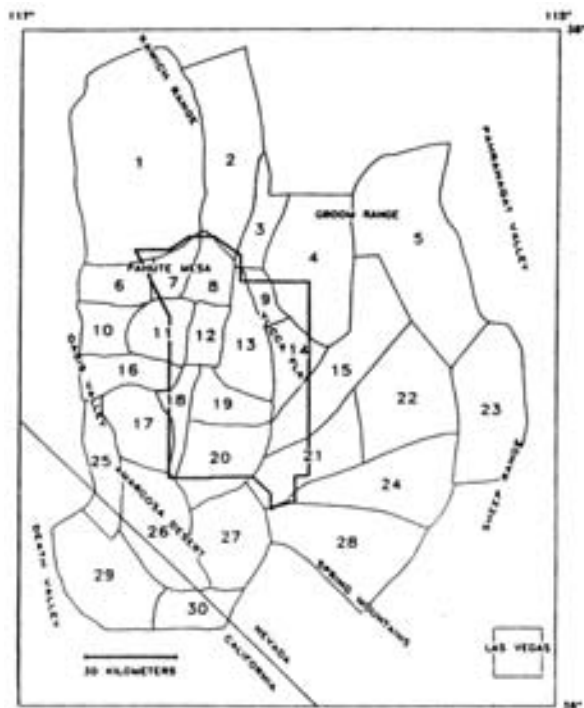 117°
115°
38°
KAWICH RANGE
1
2
3
GROOM RANGE
4
5
PAHRANAGAT VALLEY
PAHUTE MESA
6
7
8
9
YUCCA FLAT
10
11
12
13
14
15
OASIS VALLEY
16
17
18
19
20
21
22
23
SHEEP RANGE
24
25
AMARGOSA DESERT
26
27
28
SPRING MOUNTAINS
DEATH VALLEY
29
30
NEVADA
CALIFORNIA
30 KILOMETERS
LAS VEGAS